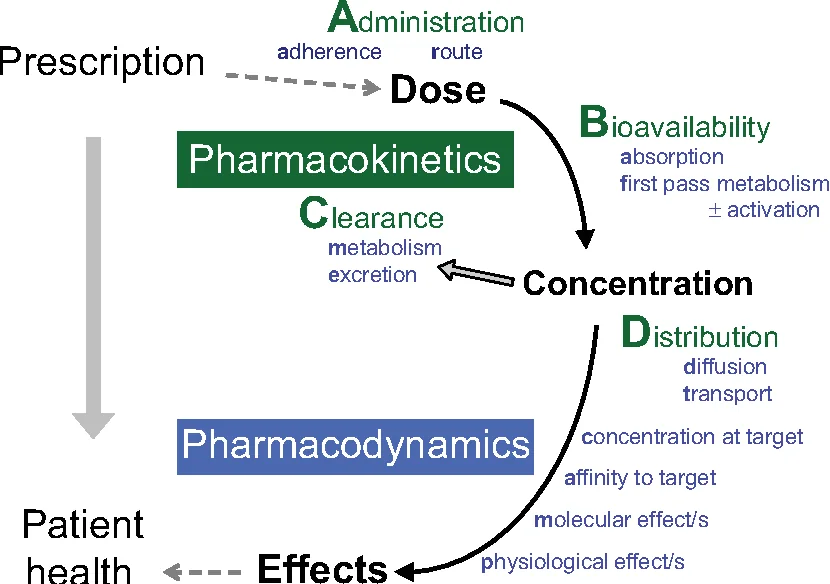 Administration
adherence route
Prescription
Dose
Bioavailability
absorption
first pass metabolism
± activation
Pharmacokinetics
Clearance
metabolism
excretion
Concentration
Distribution
diffusion
transport
Pharmacodynamics
concentration at target
affinity to target
molecular effect/s
physiological effect/s
Effects
Patient
health